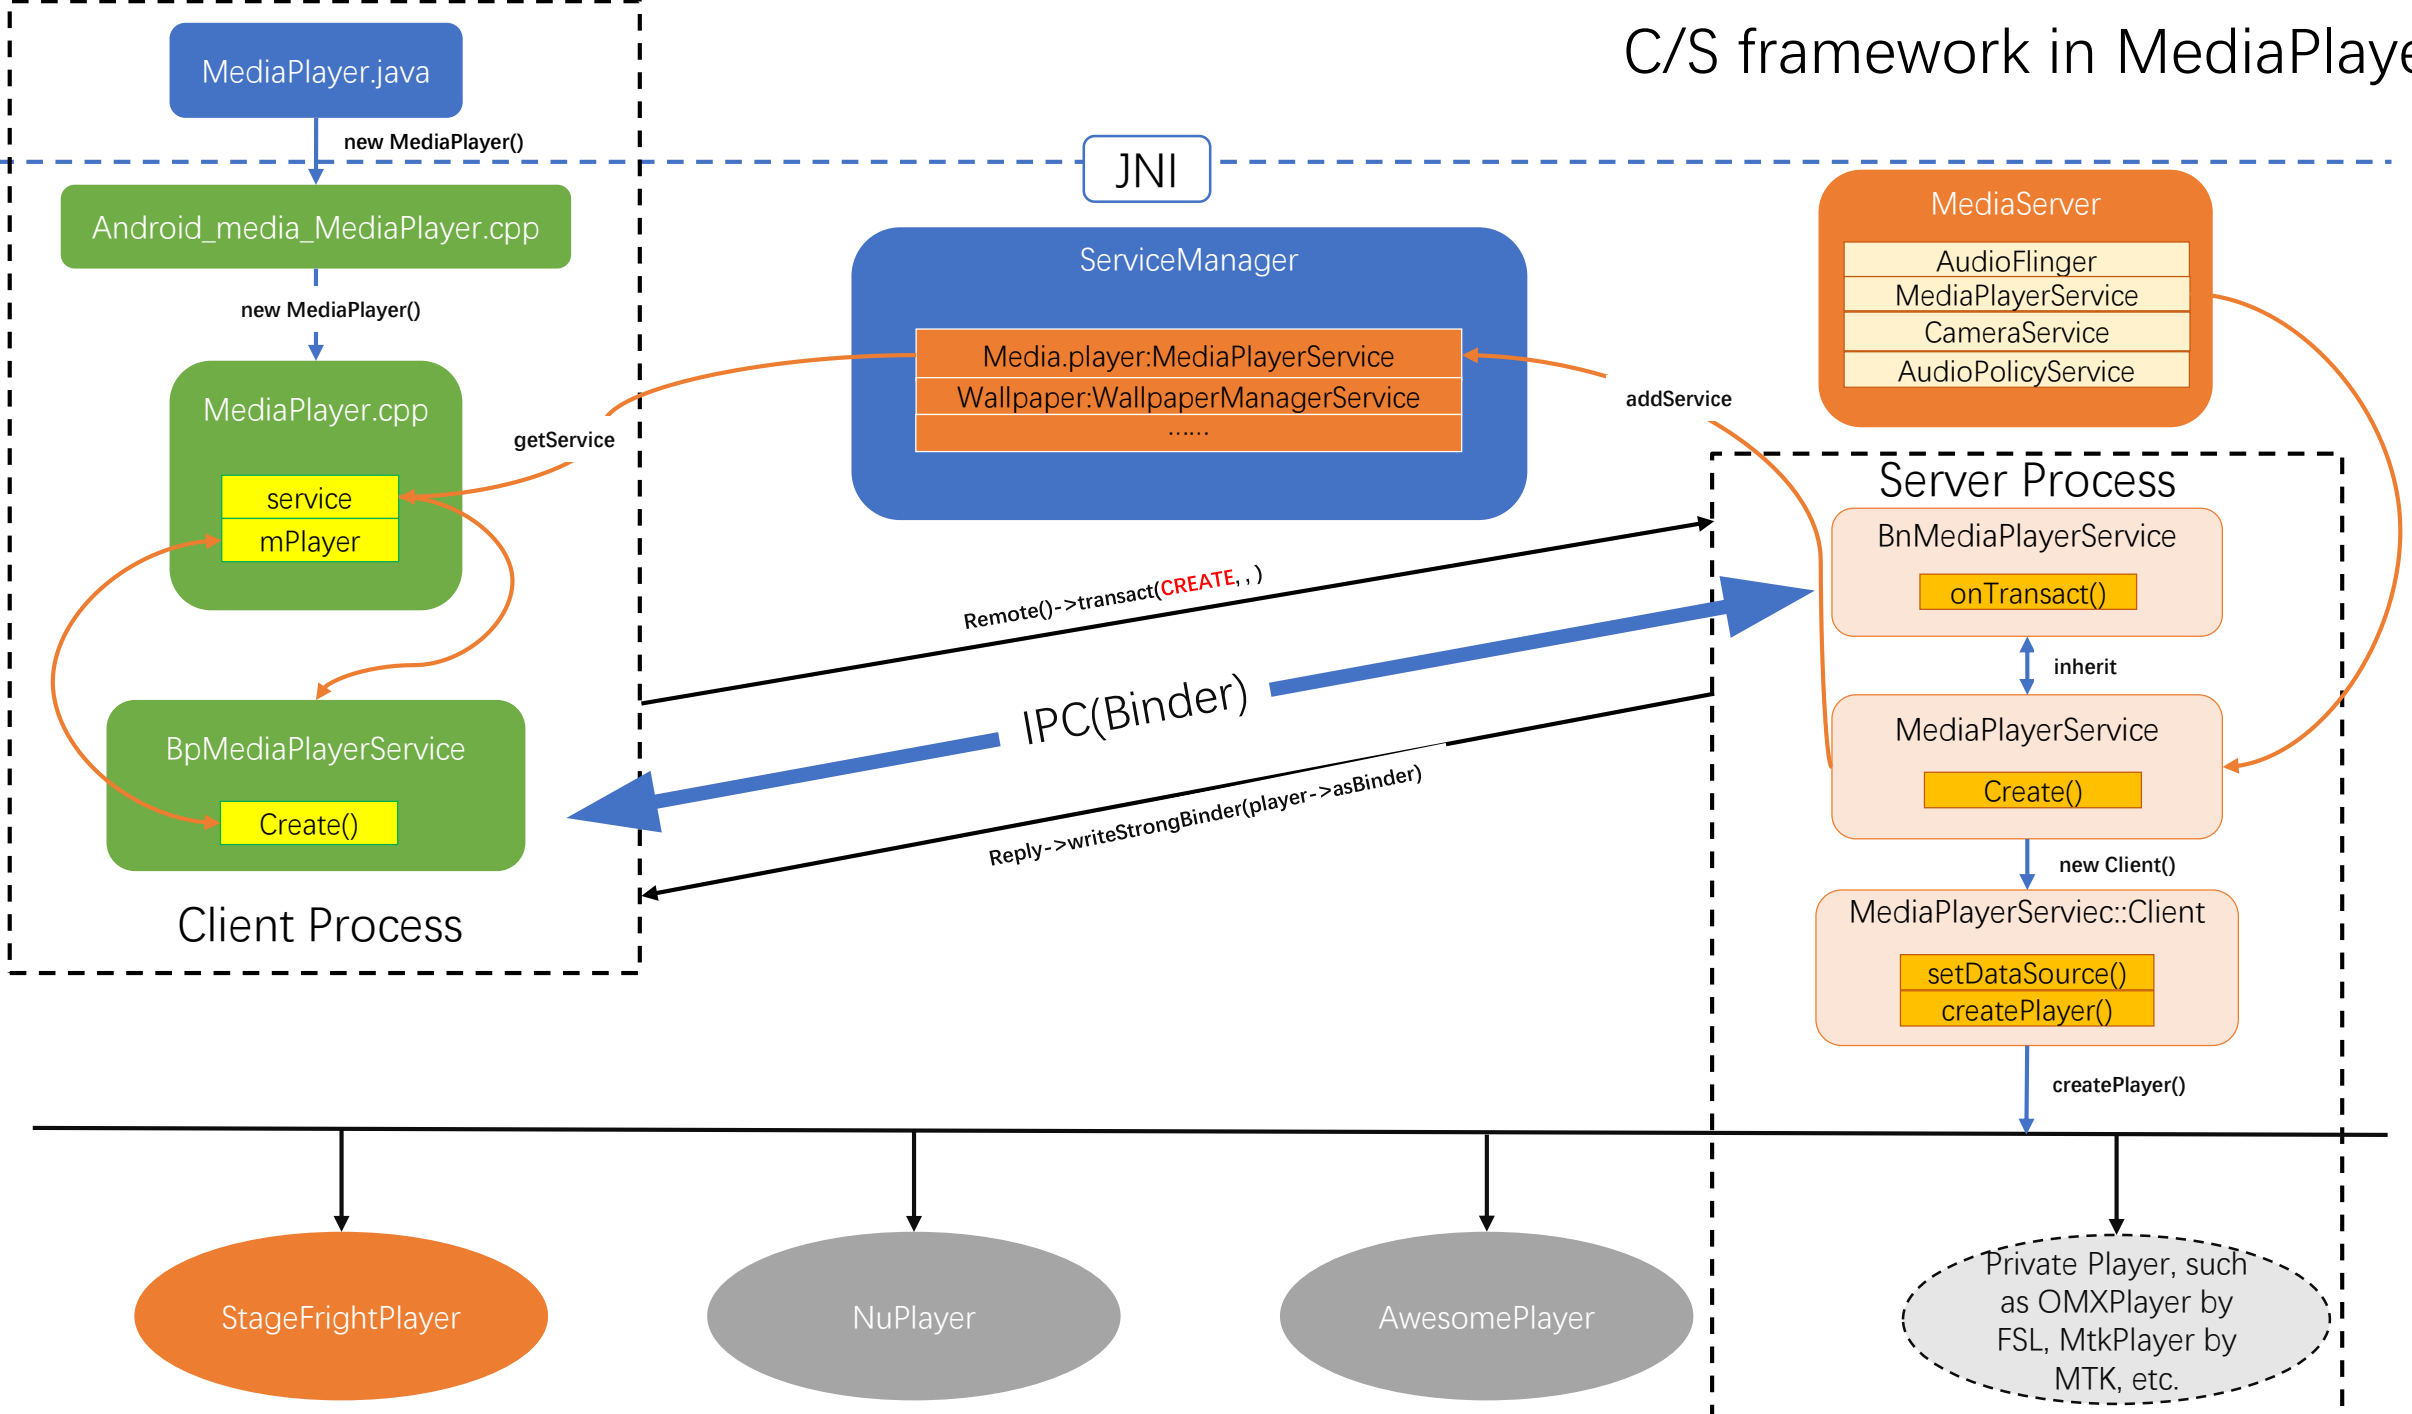 C/S framework in MediaPlaye
MediaPlayer.java
new MediaPlayer()
JNI
Android_media_MediaPlayer.cpp
new MediaPlayer()
MediaPlayer.cpp
service
mPlayer
getService
BpMediaPlayerService
Create()
Client Process
ServiceManager
Media.player:MediaPlayerService
Wallpaper:WallpaperManagerService
......
addService
MediaServer
AudioFlinger
MediaPlayerService
CameraService
AudioPolicyService
Remote()->transact(CREATE, , )
IPC(Binder)
Reply->writeStrongBinder(player->asBinder)
Server Process
BnMediaPlayerService
onTransact()
inherit
MediaPlayerService
Create()
new Client()
MediaPlayerServiec::Client
setDataSource()
createPlayer()
createPlayer()
StageFrightPlayer
NuPlayer
AwesomePlayer
Private Player, such
as OMXPlayer by
FSL, MtkPlayer by
MTK, etc.